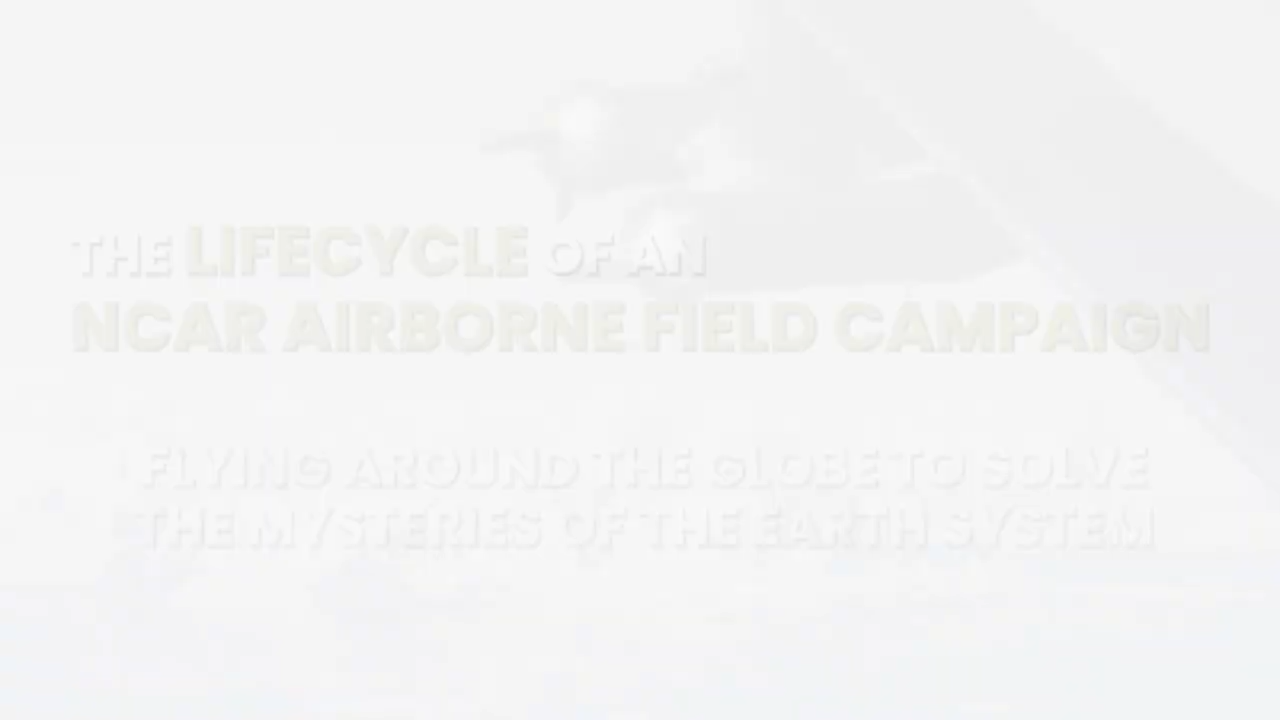 THE LIFECYCLE OF AN
NCAR AIRBORNE FIELD CAMPAIGN
FLYING AROUND THE GLOBE TO SOLVE
THE MYSTERIES OF THE EARTH SYSTEM